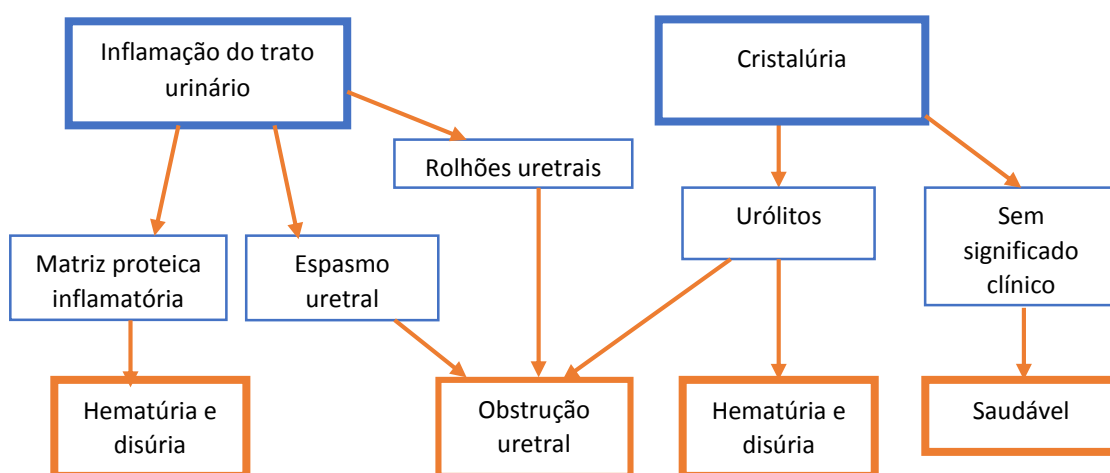 Inflamação do trato
urinário
Cristalúria
Rolhões uretrais
Urólitos
Sem
significado
clínico
Matriz proteica
inflamatória
Espasmo
uretral
Hematúria e
disúria
Obstrução
uretral
Hematúria e
disúria
Saudável